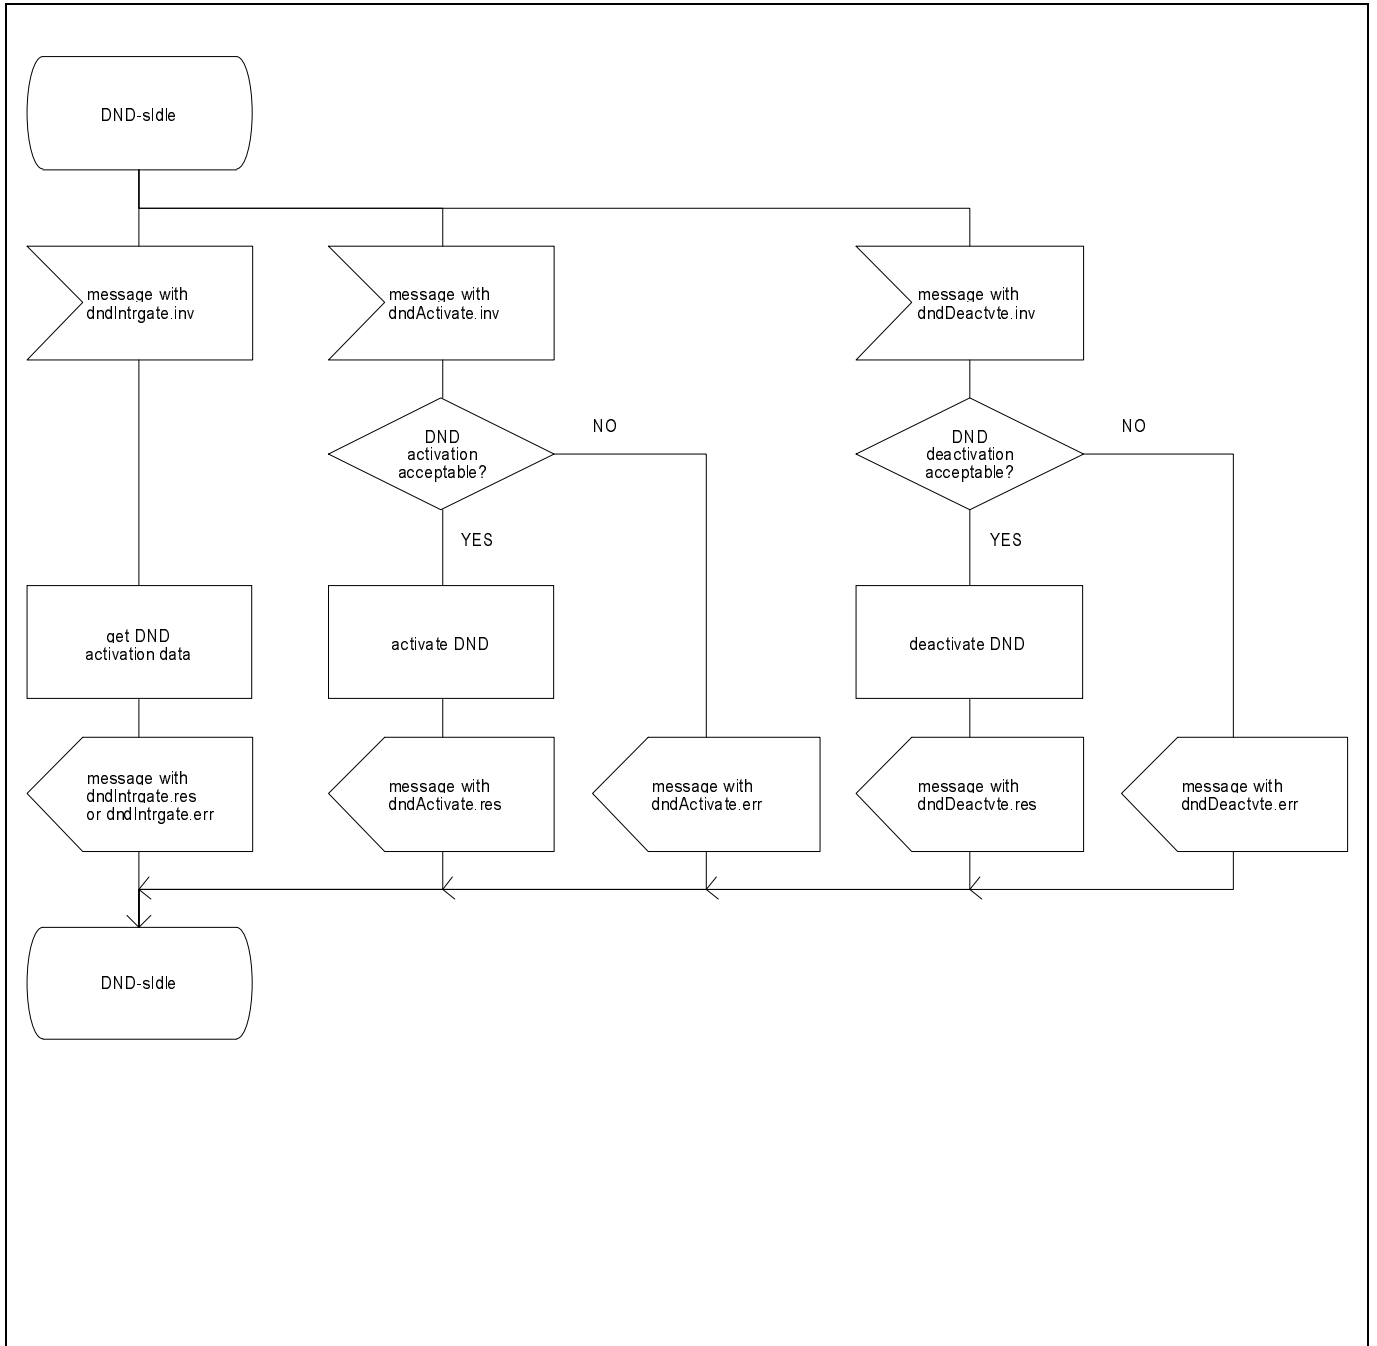 DND-sIdle
message with
dndIntrgate.inv
message with
dndActivate.inv
message with
dndDeactvte.inv
DND
activation
acceptable?
NO
DND
deactivation
acceptable?
NO
YES
YES
get DND
activation data
activate DND
deactivate DND
message with
dndIntrgate.res
or dndIntrgate.err
message with
dndActivate.res
message with
dndActivate.err
message with
dndDeactvte.res
message with
dndDeactvte.err
DND-sIdle